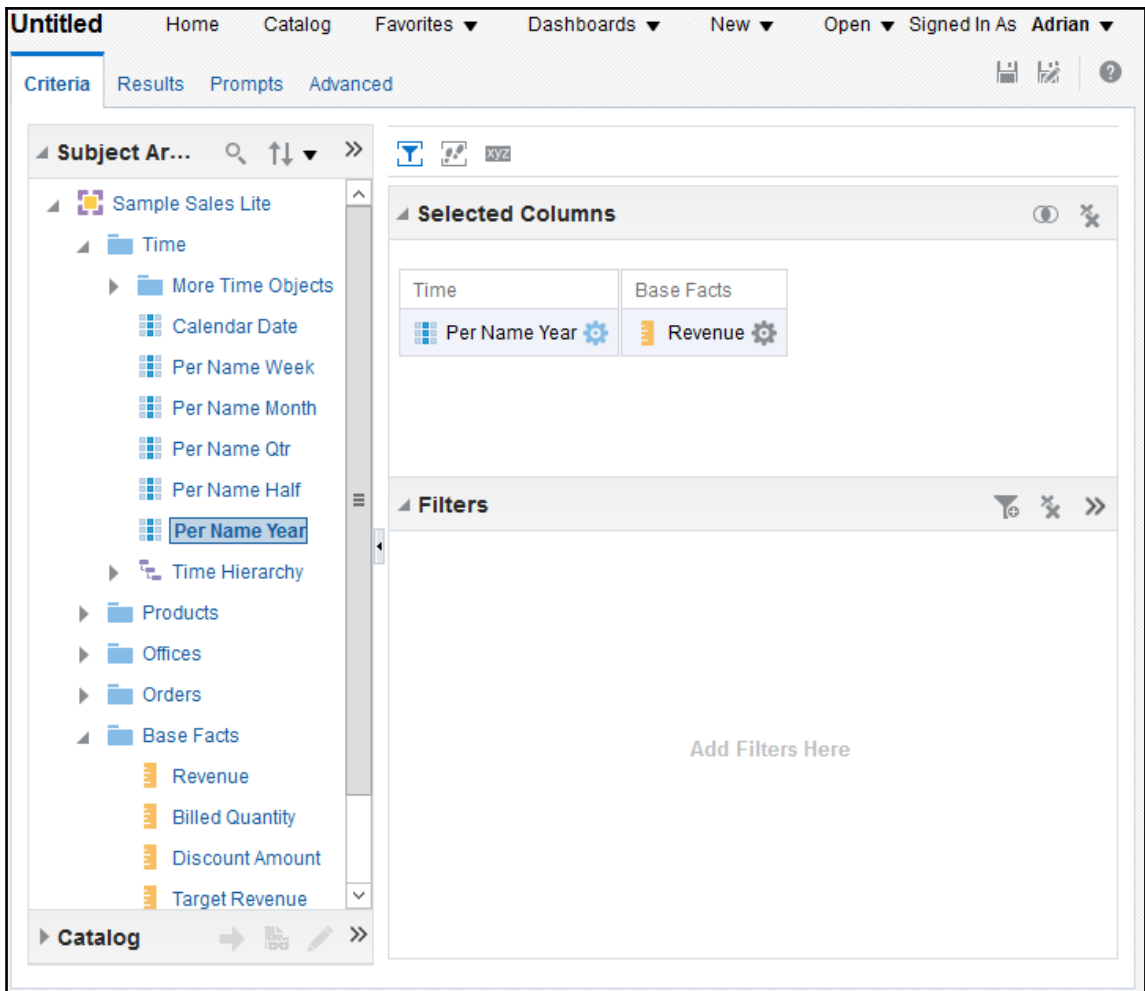 Untitled Home Catalog Favorites Dashboards New Open Signed In As Adrian
Criteria Results Prompts Advanced
Subject Ar...
Sample Sales Lite
Time
More Time Objects
Calendar Date
Per Name Week
Per Name Month
Per Name Qtr
Per Name Half
Per Name Year
Time Hierarchy
Products
Offices
Orders
Base Facts
Revenue
Billed Quantity
Discount Amount
Target Revenue
Catalog
xyz
Selected Columns
Time Base Facts
Per Name Year Revenue
Filters
Add Filters Here